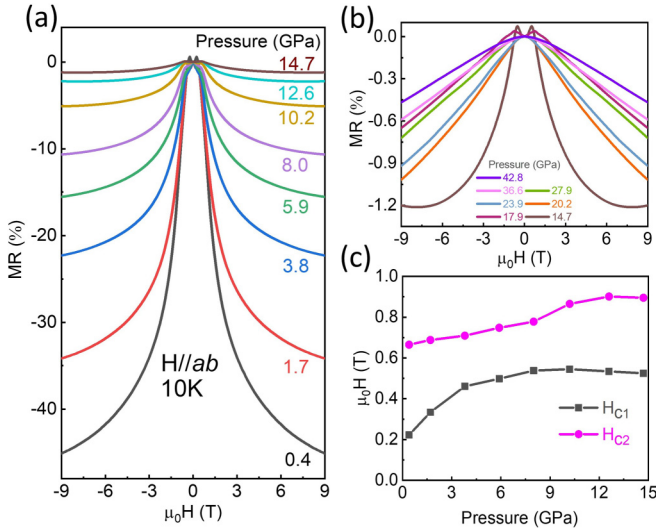 (a)
Pressure (GPa)
14.7
12.6
10.2
8.0
5.9
3.8
1.7
0.4
H//ab
10K
0
-10
-20
-30
-40
MR (%)
-9 -6 -3 0 3 6 9
μ₀H (T)
(b)
0.0
-0.3
-0.6
-0.9
-1.2
MR (%)
Pressure (GPa)
42.8
36.6 27.9
23.9 20.2
17.9 14.7
-9 -6 -3 0 3 6 9
μ₀H (T)
(c)
1.0
0.8
0.6
0.4
0.2
0.0
μ₀H (T)
H_C1
H_C2
0 3 6 9 12 15
Pressure (GPa)